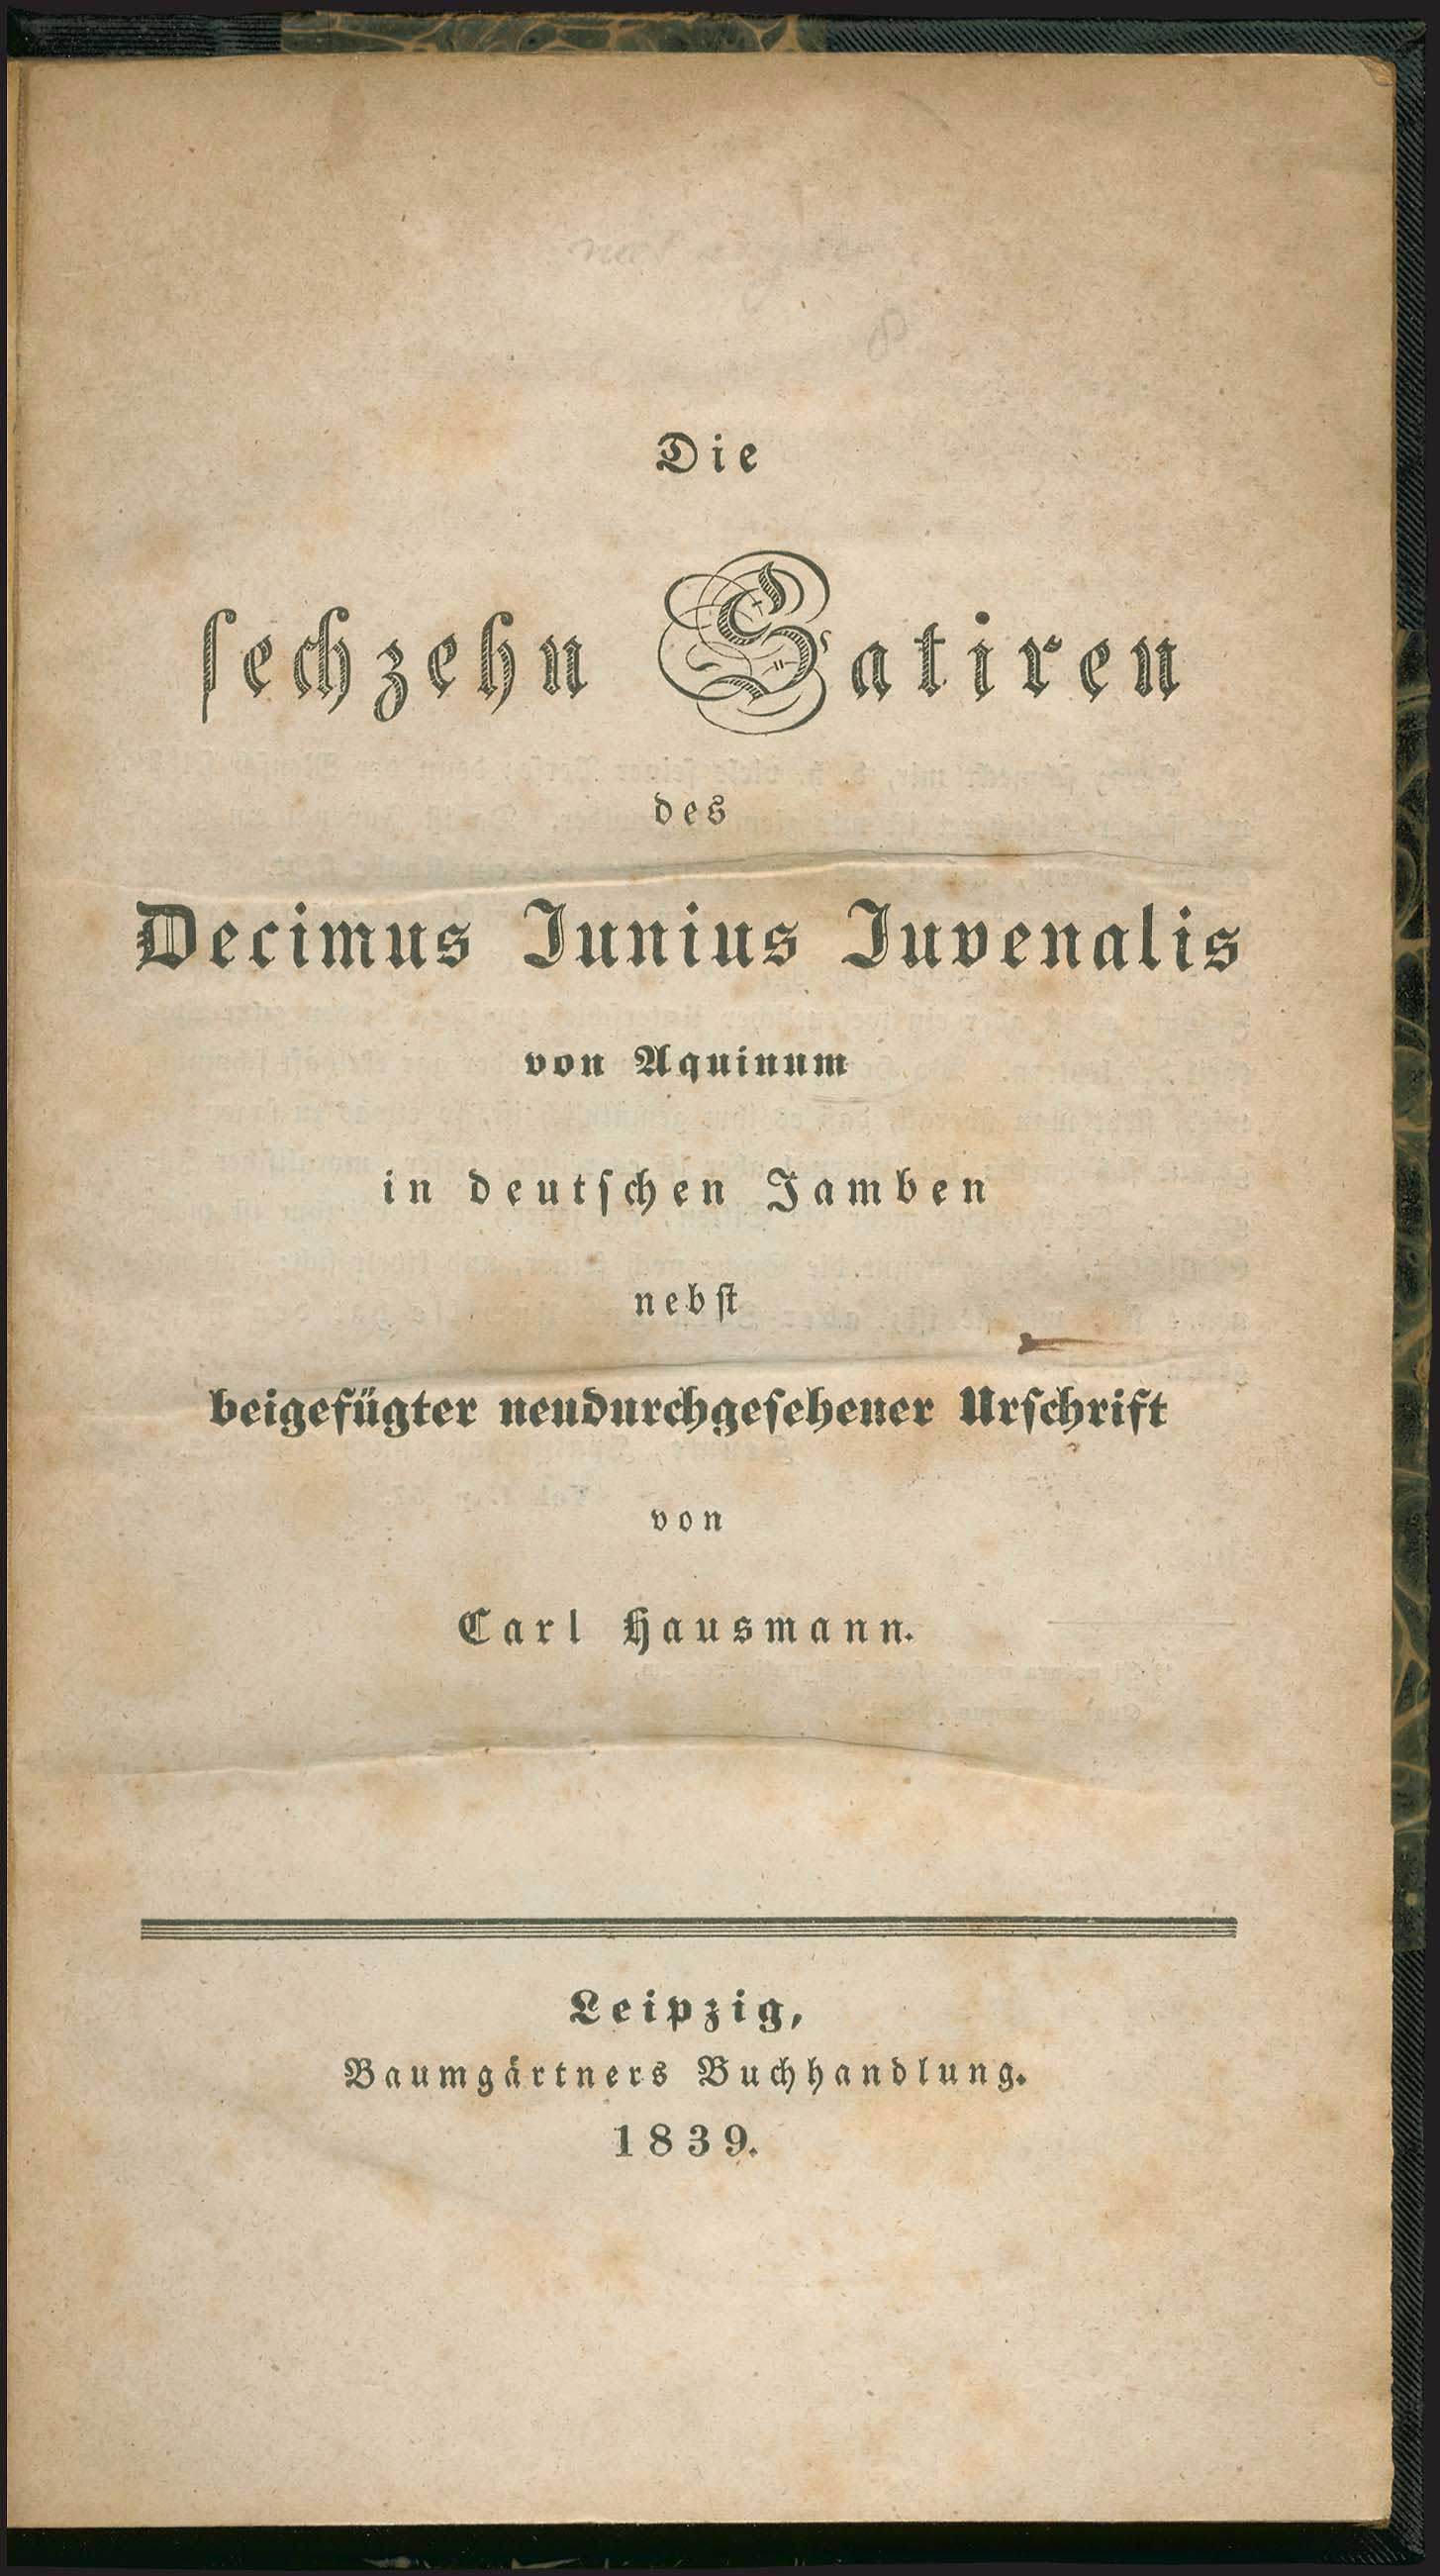 Die
ſechzehn Satiren
des
Decimus Junius Juvenalis
von Aquinum
in deutſchen Jamben
nebſt
beigefügter neudurchgeſehener Urſchrift
von
Carl Hausmann.
Leipzig,
Baumgärtners Buchhandlung.
1839.